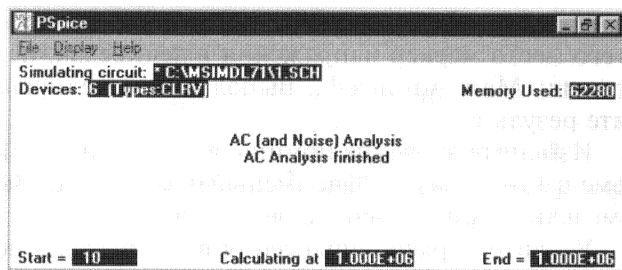 PSpice
File Display Help
Simulating circuit: * C:\MSIMDL71\1.SCH
Devices: 6 (Types:CLRV) Memory Used: 62280
AC (and Noise) Analysis
AC Analysis finished
Start = 10 Calculating at 1.000E+06 End = 1.000E+06